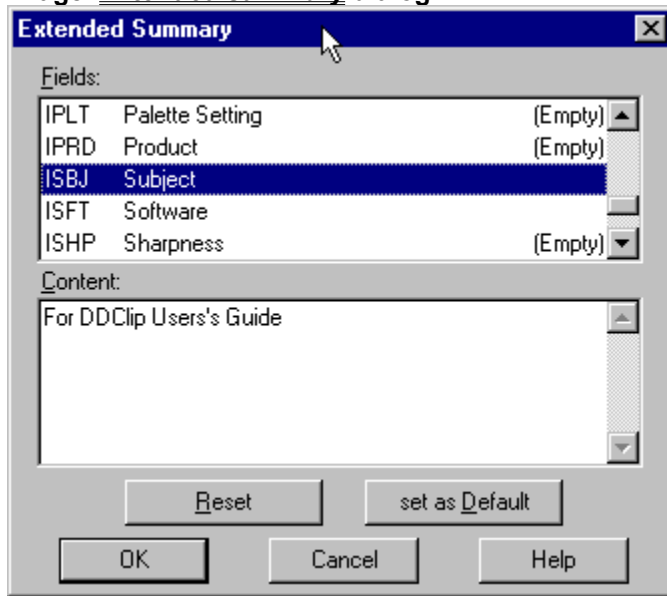 Extended Summary
Fields:
IPLT Palette Setting (Empty)
IPRD Product (Empty)
ISBJ Subject
ISFT Software
ISHP Sharpness (Empty)
Content:
For DDClip Users's Guide
Reset set as Default
OK Cancel Help